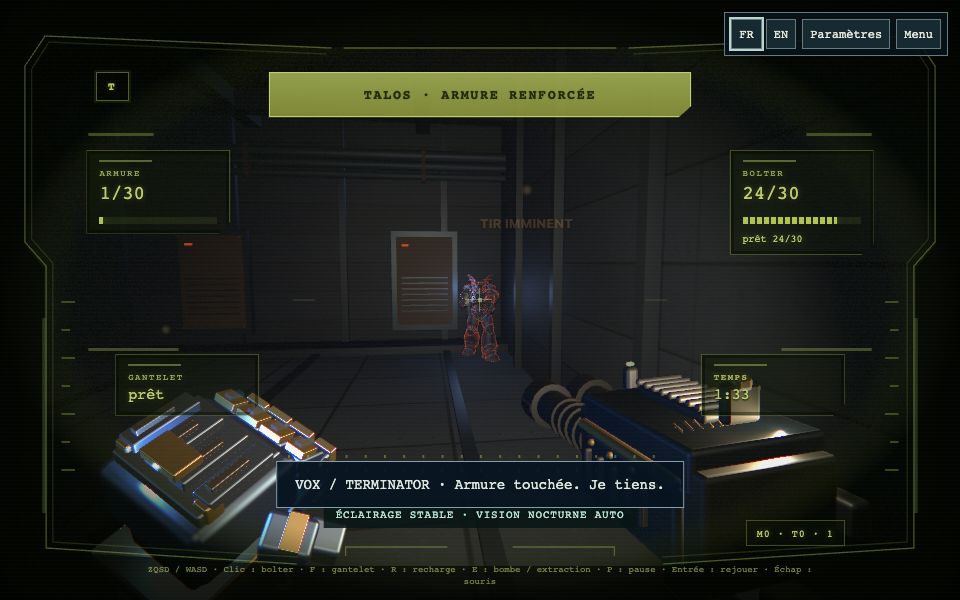 FR EN Paramètres Menu
T
TALOS · ARMURE RENFORCÉE
ARMURE
1/30
BOLTER
24/30
prêt 24/30
TIR IMMINENT
GANTELET
prêt
TEMPS
1:33
VOX / TERMINATOR · Armure touchée. Je tiens.
ÉCLAIRAGE STABLE · VISION NOCTURNE AUTO
M0 · T0 · 1
ZQSD / WASD · Clic : bolter · F : gantelet · R : recharge · E : bombe / extraction · P : pause · Entrée : rejouer · Échap :
souris